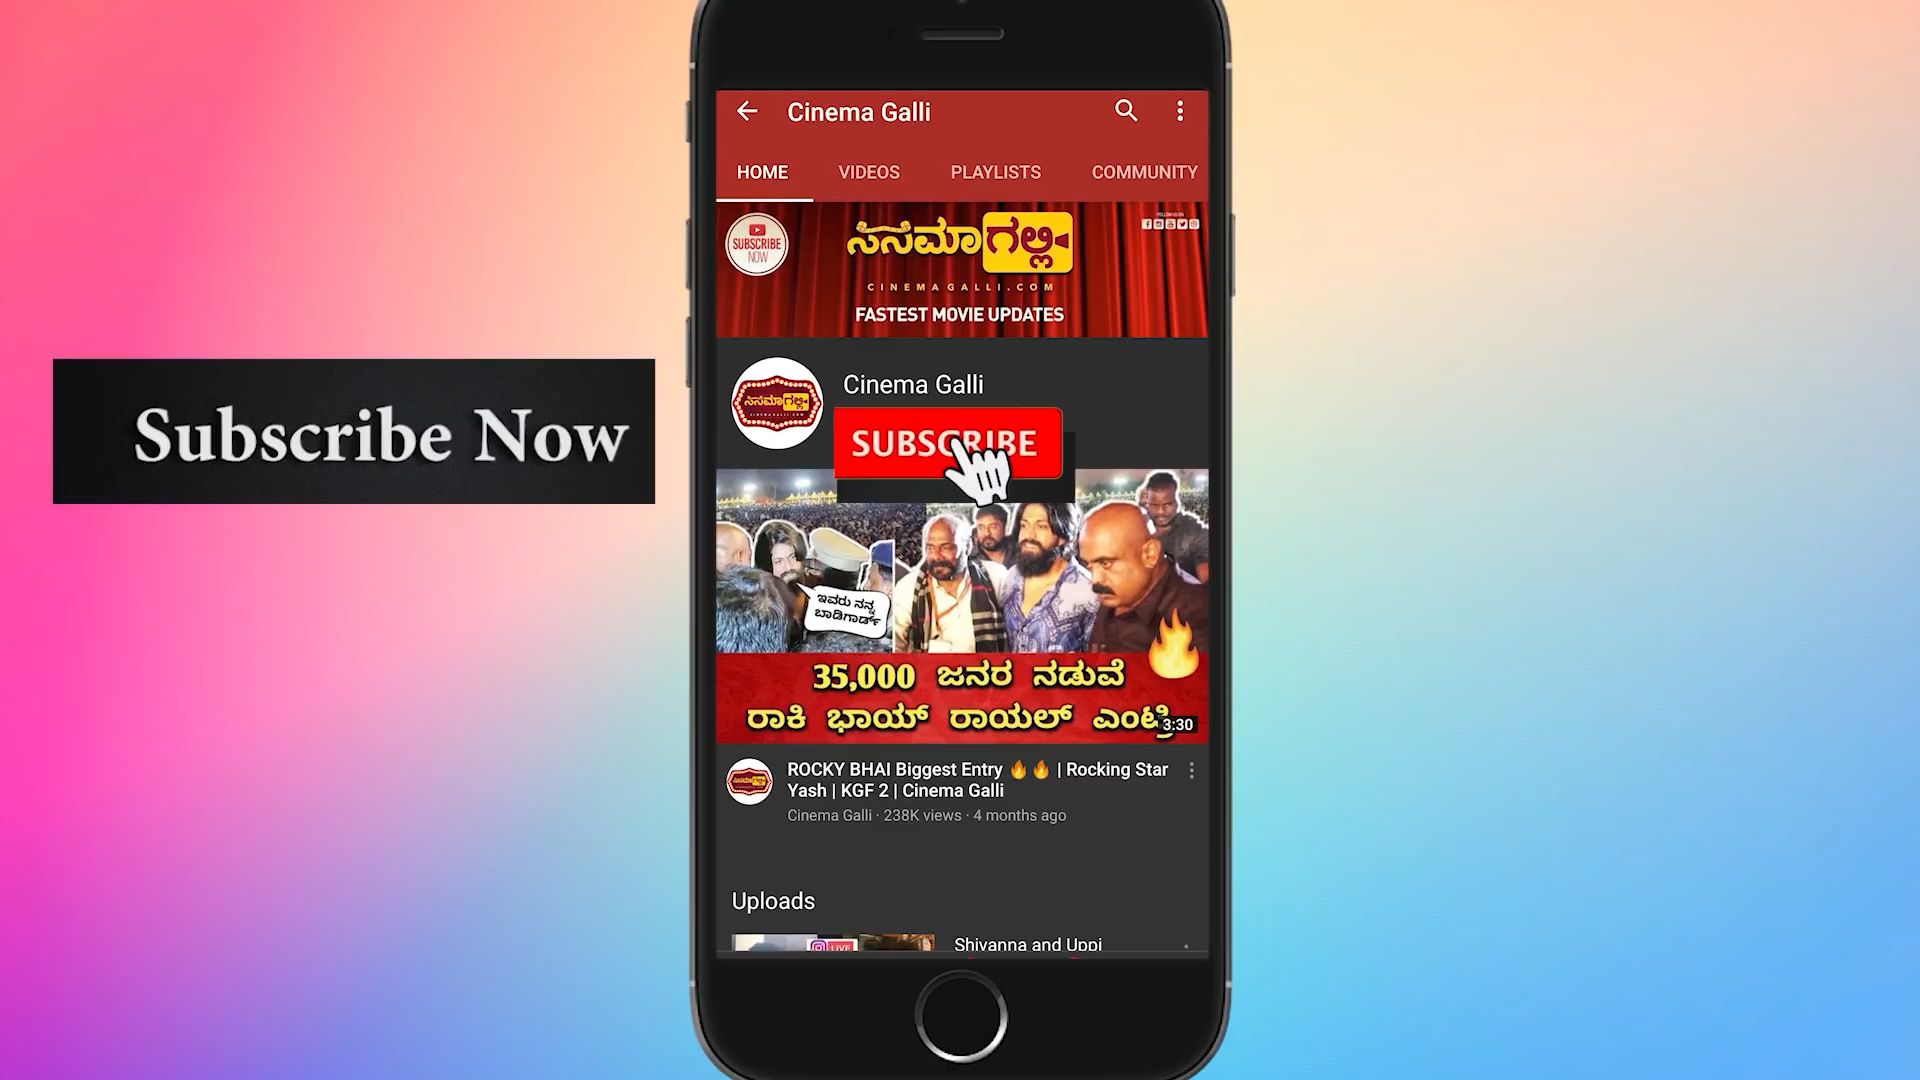 Subscribe Now
Cinema Galli
HOME VIDEOS PLAYLISTS COMMUNITY
SUBSCRIBE
NOW
ಸಿನೆಮಾಗಲ್ಲಿ
CINEMAGALLI.COM
FASTEST MOVIE UPDATES
ಸಿನೆಮಾಗಲ್ಲಿ
Cinema Galli
SUBSCRIBE
ಇವರು ನನ್ನ
ಬಾಡಿಗಾರ್ಡ್
35,000 ಜನರ ನಡುವೆ
ರಾಕಿ ಭಾಯ್ ರಾಯಲ್ ಎಂಟ್ರಿ
3:30
ROCKY BHAI Biggest Entry 🔥🔥 | Rocking Star
Yash | KGF 2 | Cinema Galli
Cinema Galli · 238K views · 4 months ago
Uploads
LIVE
Shivanna and Uppi